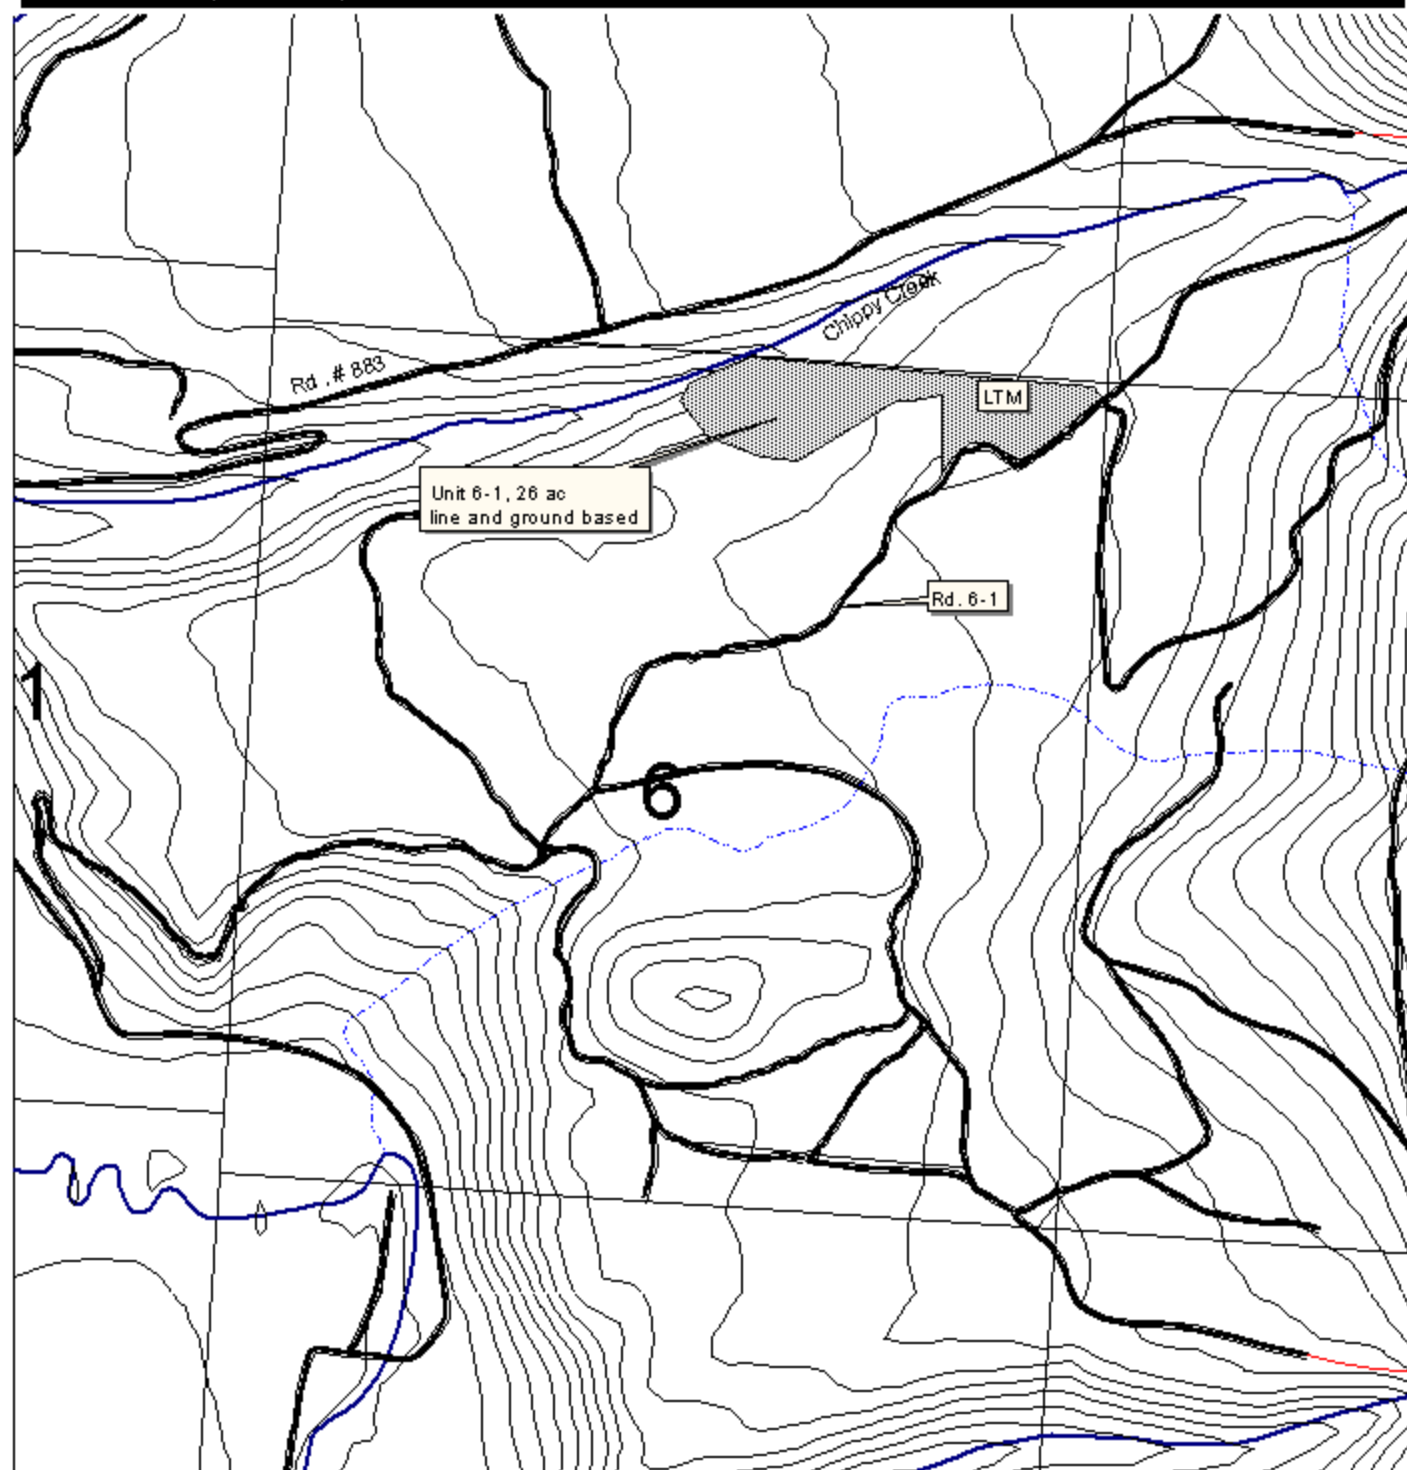 Chippy Creek
Rd. # 883
LTM
Unit 6-1, 26 ac
line and ground based
Rd. 6-1
1
6